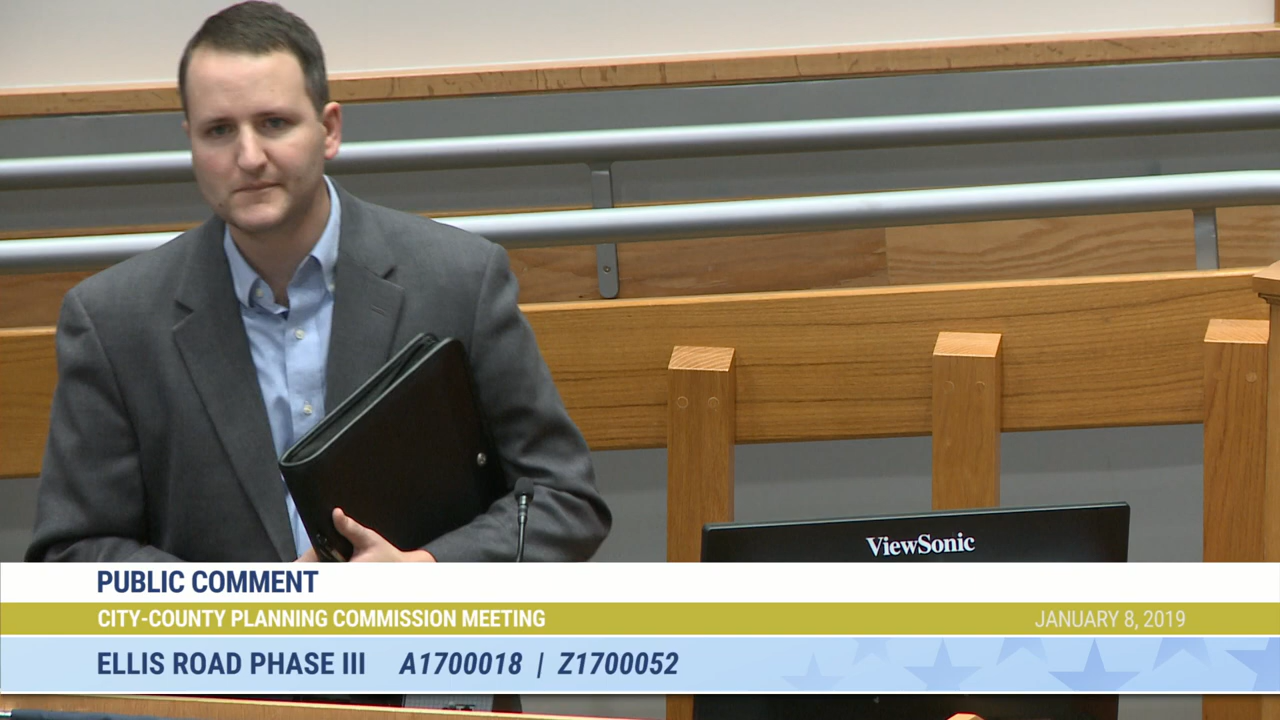 ViewSonic
PUBLIC COMMENT
CITY-COUNTY PLANNING COMMISSION MEETING JANUARY 8, 2019
ELLIS ROAD PHASE III A1700018 | Z1700052